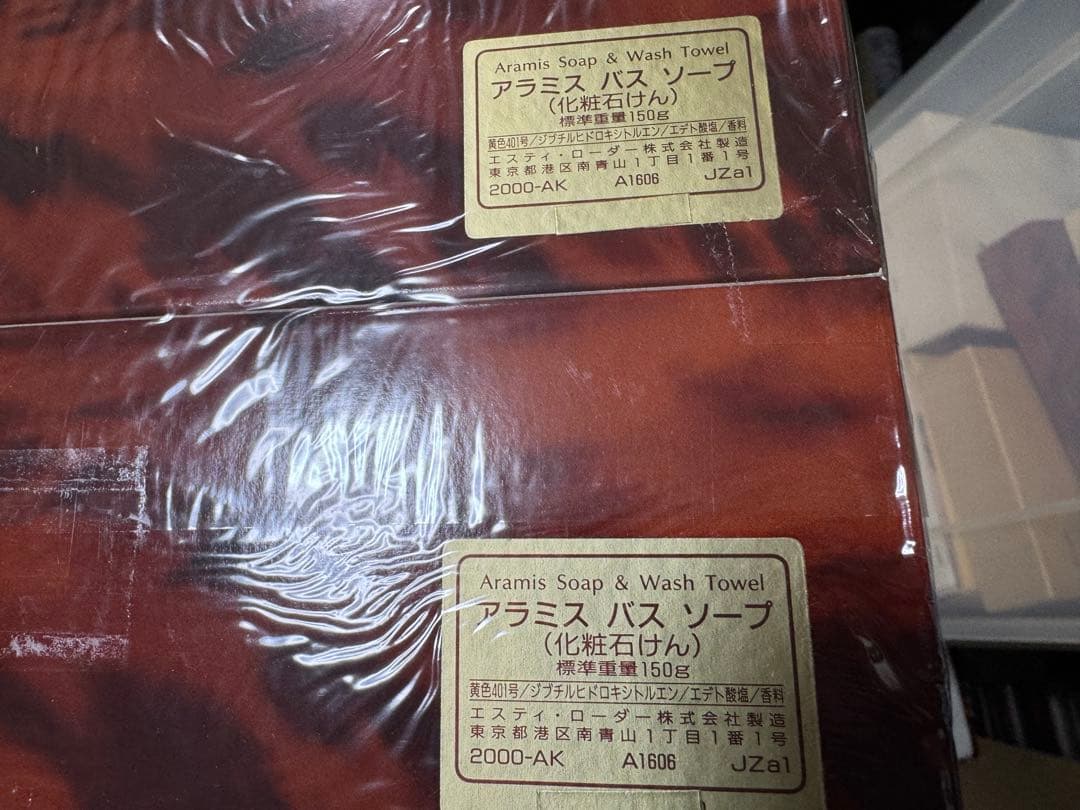 Aramis Soap & Wash Towel
アラミス バス ソープ
(化粧石けん)
標準重量150g
黄色401号/ジブチルヒドロキシトルエン/エデト酸塩/香料
エスティ・ローダー株式会社製造
東京都港区南青山1丁目1番1号
2000-AK A1606 JZa1
Aramis Soap & Wash Towel
アラミス バス ソープ
(化粧石けん)
標準重量150g
黄色401号/ジブチルヒドロキシトルエン/エデト酸塩/香料
エスティ・ローダー株式会社製造
東京都港区南青山1丁目1番1号
2000-AK A1606 JZa1